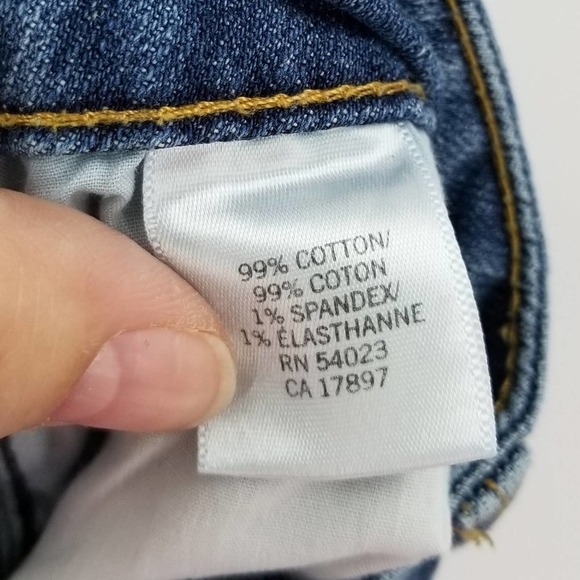 99% COTTON/
99% COTON
1% SPANDEX/
1% ÉLASTHANNE
RN 54023
CA 17897